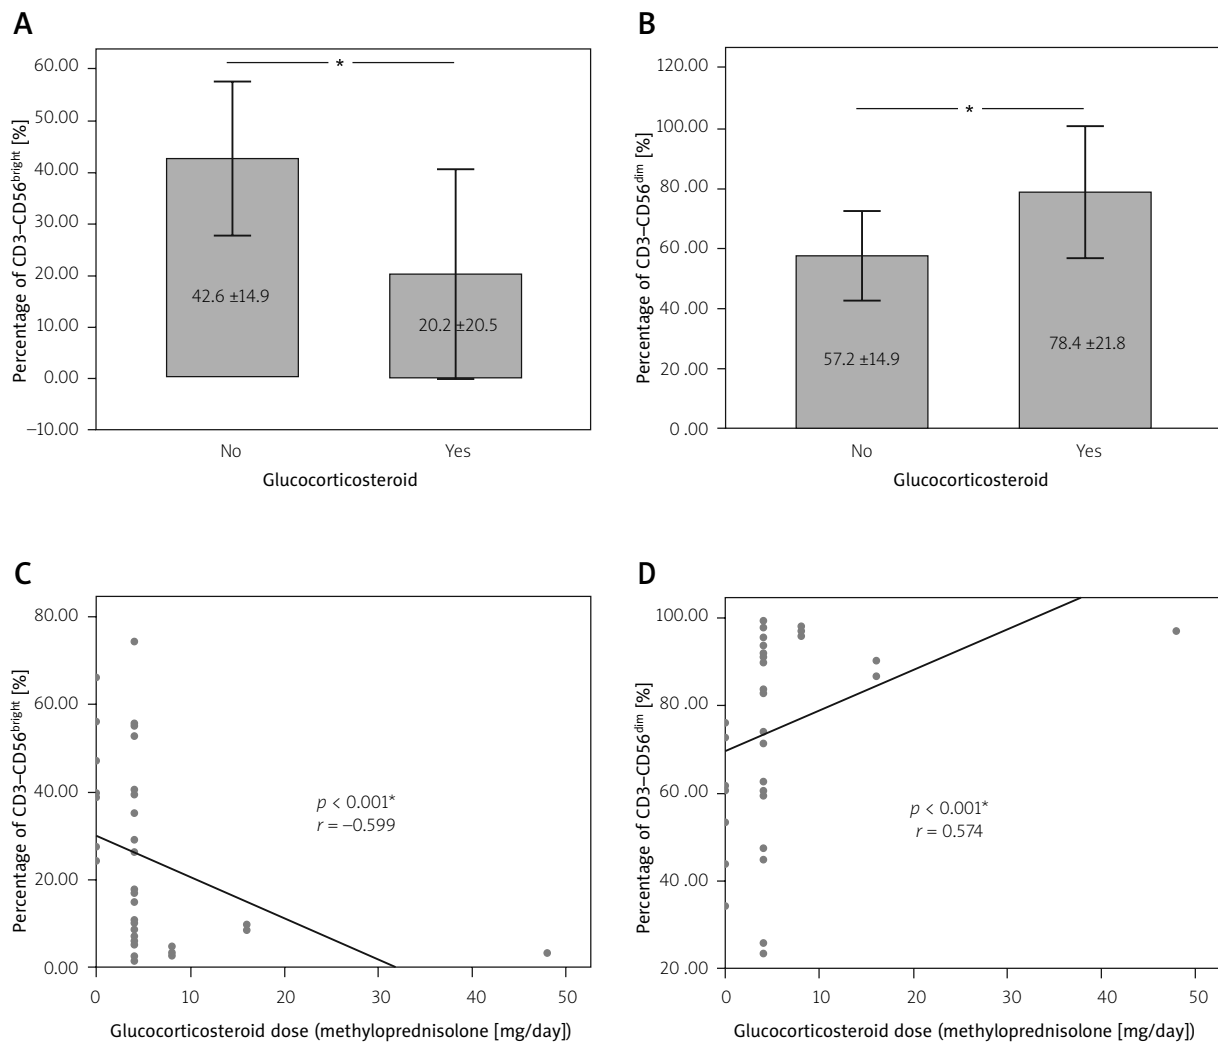 A
Percentage of CD3–CD56bright [%]
60.00
50.00
40.00
30.00
20.00
10.00
0.00
–10.00
*
42.6 ±14.9
20.2 ±20.5
No
Yes
Glucocorticosteroid
B
Percentage of CD3–CD56dim [%]
120.00
100.00
80 .00
60 .00
40 .00
20 .00
0 .00
*
57.2 ±14.9
78.4 ±21.8
No
Yes
Glucocorticosteroid
C
Percentage of CD3–CD56bright [%]
80.00
60.00
40.00
20.00
0.00
p < 0.001*
r = –0.599
0
10
20
30
40
50
Glucocorticosteroid dose (methyloprednisolone [mg/day])
D
Percentage of CD3–CD56dim [%]
100.00
80 .00
60 .00
40 .00
20 .00
p < 0.001*
r = 0.574
0
10
20
30
40
50
Glucocorticosteroid dose (methyloprednisolone [mg/day])